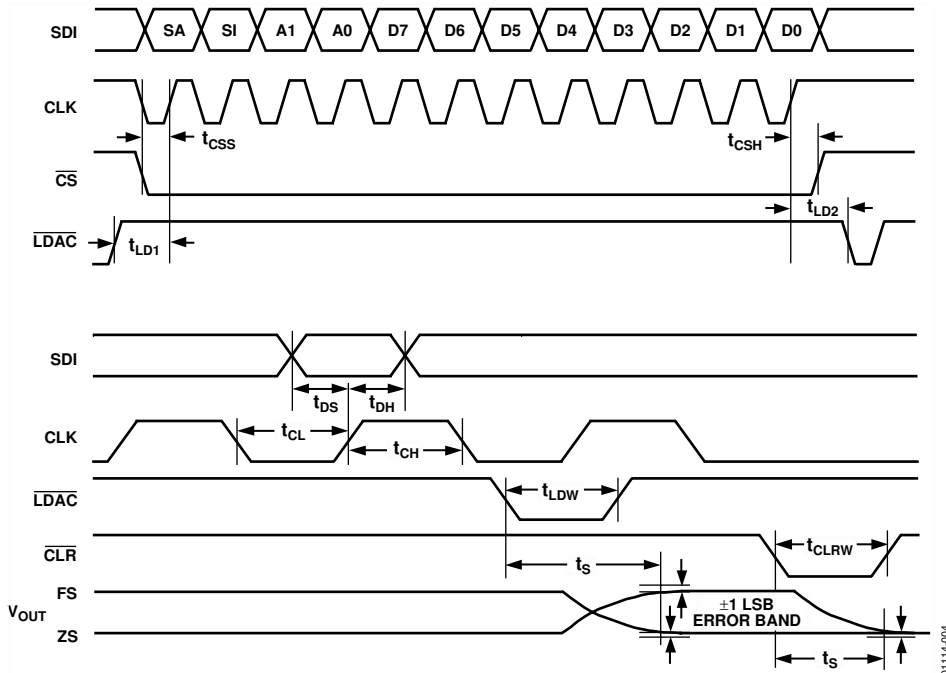 SDI SA SI A1 A0 D7 D6 D5 D4 D3 D2 D1 D0
CLK
tCSS tCSH
CS
tLD2
LDAC tLD1
SDI
tDS tDH
CLK tCL tCH
LDAC tLDW
CLR tS tCLRW
FS
VOUT ±1 LSB
ERROR BAND
ZS
tS
01114-004